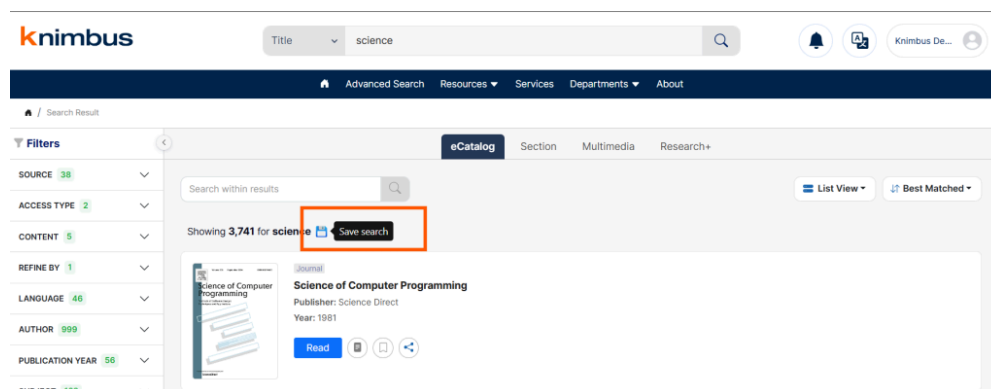 knimbus
Title science
Knimbus De...
Advanced Search Resources Services Departments About
/ Search Result
Filters
eCatalog Section Multimedia Research+
SOURCE 38
Search within results
List View
Best Matched
ACCESS TYPE 2
CONTENT 5
Showing 3,741 for science
Save search
REFINE BY 1
Journal
Science of Computer Programming
Science of Computer
Programming
LANGUAGE 46
Publisher: Science Direct
Year: 1981
AUTHOR 999
Read
PUBLICATION YEAR 56